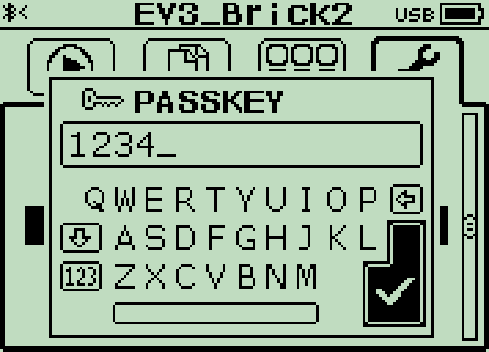 EV3_Brick2 USB
PASSKEY
1234_
QWERTYUIOP
ASDFGHJKL
123 ZXCVBNM